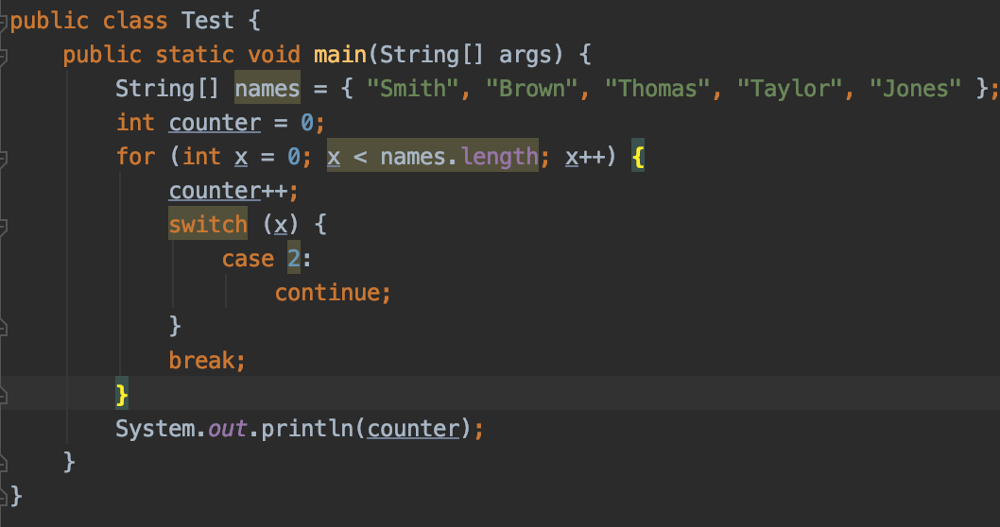 public class Test {
    public static void main(String[] args) {
        String[] names = { "Smith", "Brown", "Thomas", "Taylor", "Jones" };
        int counter = 0;
        for (int x = 0; x < names.length; x++) {
            counter++;
            switch (x) {
                case 2:
                    continue;
            }
            break;
        }
        System.out.println(counter);
    }
}